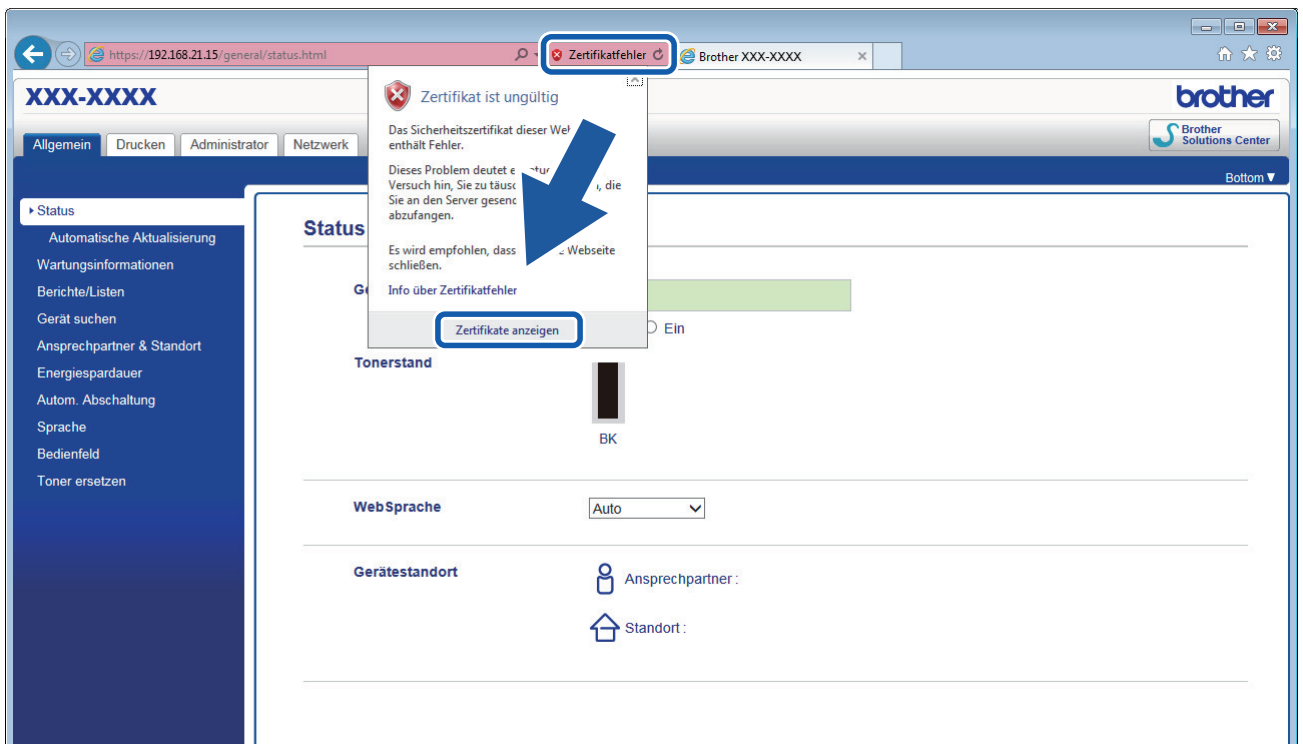 https://192.168.21.15/general/status.html
Zertifikatfehler
Brother XXX-XXXX
XXX-XXXX
brother
Allgemein
Drucken
Administrator
Netzwerk
Brother
Solutions Center
Bottom
Zertifikat ist ungültig
Das Sicherheitszertifikat dieser
enthält Fehler.
Dieses Problem deutet
Versuch hin, Sie zu die
Sie an den Server
abzufangen.
Es wird empfohlen, dass Webseite
schließen.
Info über Zertifikatfehler
Zertifikate anzeigen
Status
Automatische Aktualisierung
Wartungsinformationen
Berichte/Listen
Gerät suchen
Ansprechpartner & Standort
Energiespardauer
Autom. Abschaltung
Sprache
Bedienfeld
Toner ersetzen
Status
Ein
Tonerstand
BK
WebSprache
Auto
Gerätestandort
Ansprechpartner :
Standort :